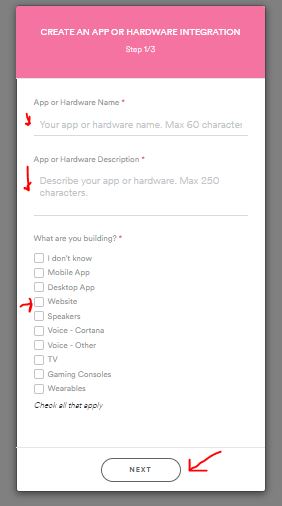 CREATE AN APP OR HARDWARE INTEGRATION
Step 1/3
App or Hardware Name *
Your app or hardware name. Max 60 character
App or Hardware Description *
Describe your app or hardware. Max 250
characters.
What are you building? *
I don't know
Mobile App
Desktop App
Website
Speakers
Voice - Cortana
Voice - Other
TV
Gaming Consoles
Wearables
Check all that apply
NEXT